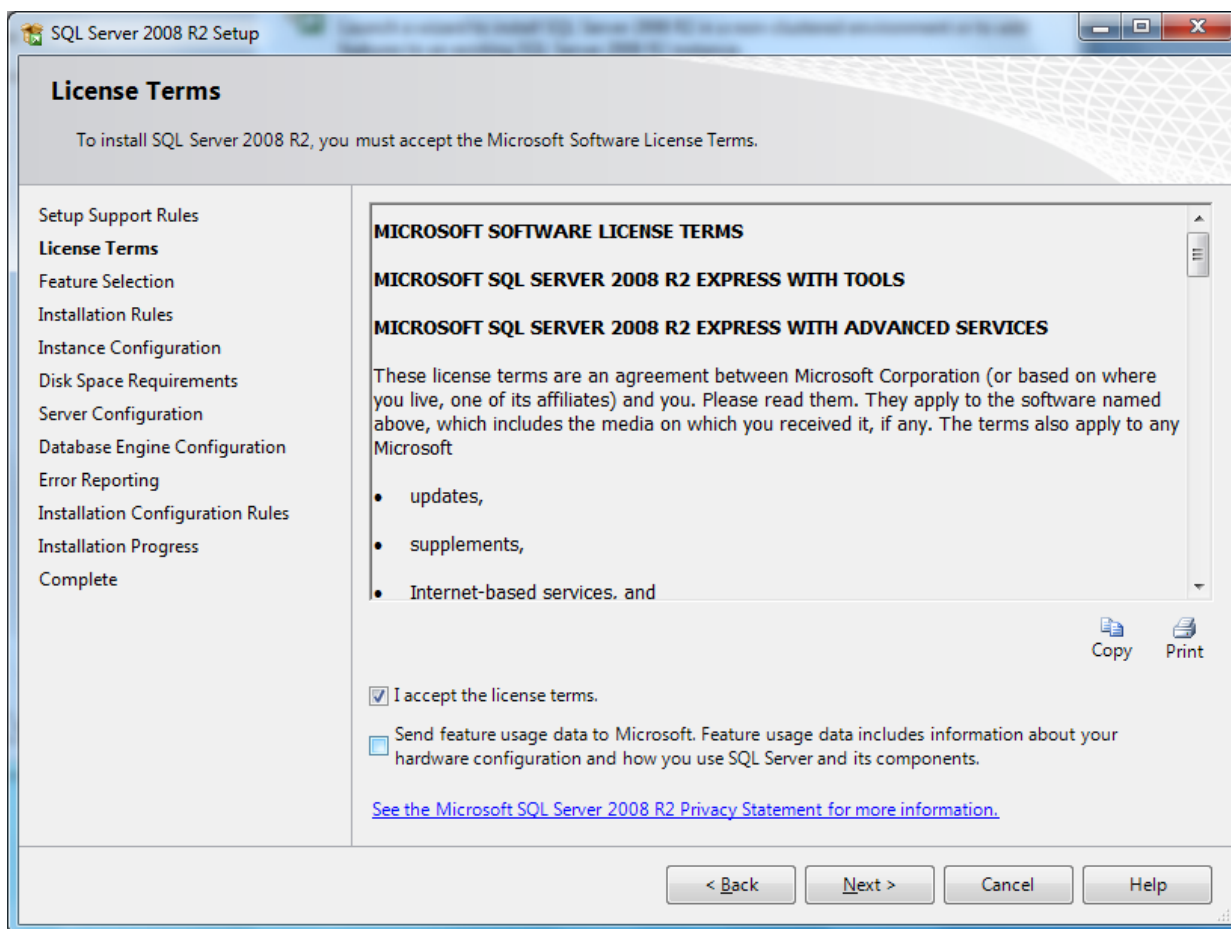 SQL Server 2008 R2 Setup
License Terms
To install SQL Server 2008 R2, you must accept the Microsoft Software License Terms.
Setup Support Rules
License Terms
Feature Selection
Installation Rules
Instance Configuration
Disk Space Requirements
Server Configuration
Database Engine Configuration
Error Reporting
Installation Configuration Rules
Installation Progress
Complete
MICROSOFT SOFTWARE LICENSE TERMS
MICROSOFT SQL SERVER 2008 R2 EXPRESS WITH TOOLS
MICROSOFT SQL SERVER 2008 R2 EXPRESS WITH ADVANCED SERVICES
These license terms are an agreement between Microsoft Corporation (or based on where
you live, one of its affiliates) and you. Please read them. They apply to the software named
above, which includes the media on which you received it, if any. The terms also apply to any
Microsoft
• updates,
• supplements,
• Internet-based services, and
Copy Print
I accept the license terms.
Send feature usage data to Microsoft. Feature usage data includes information about your
hardware configuration and how you use SQL Server and its components.
See the Microsoft SQL Server 2008 R2 Privacy Statement for more information.
< Back Next > Cancel Help